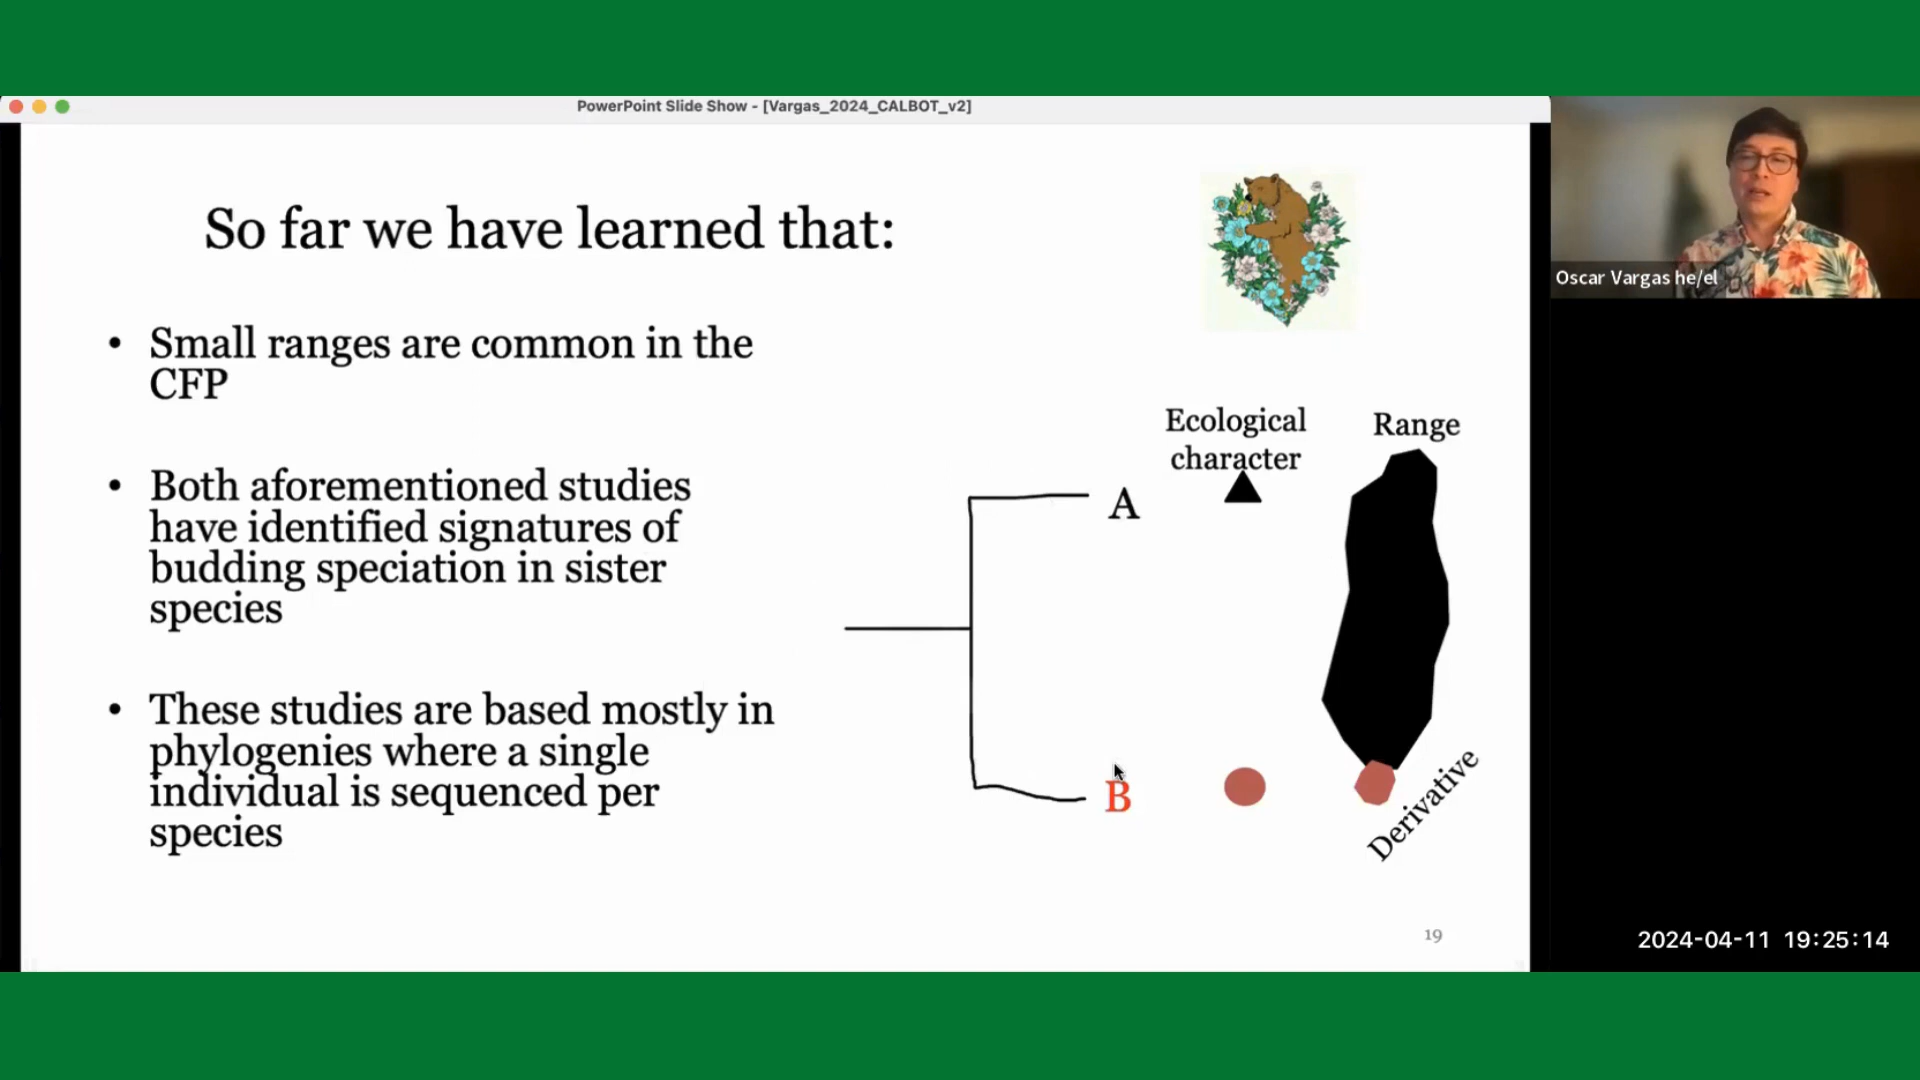 PowerPoint Slide Show - [Vargas_2024_CALBOT_v2]
So far we have learned that:
• Small ranges are common in the
CFP
• Both aforementioned studies
have identified signatures of
budding speciation in sister
species
• These studies are based mostly in
phylogenies where a single
individual is sequenced per
species
Ecological
character
Range
A
B
Derivative
19
Oscar Vargas he/el
2024-04-11 19:25:14